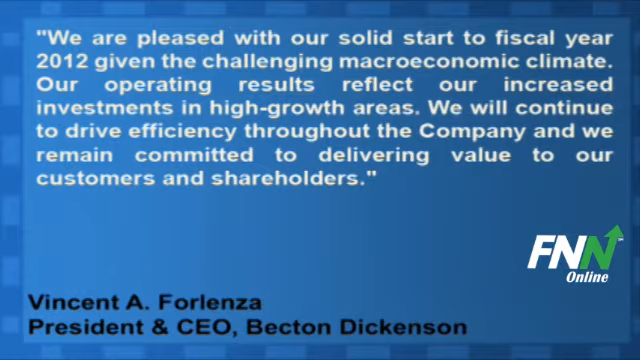 "We are pleased with our solid start to fiscal year
2012 given the challenging macroeconomic climate.
Our operating results reflect our increased
investments in high-growth areas. We will continue
to drive efficiency throughout the Company and we
remain committed to delivering value to our
customers and shareholders."
FNN
Online
Vincent A. Forlenza
President & CEO, Becton Dickenson